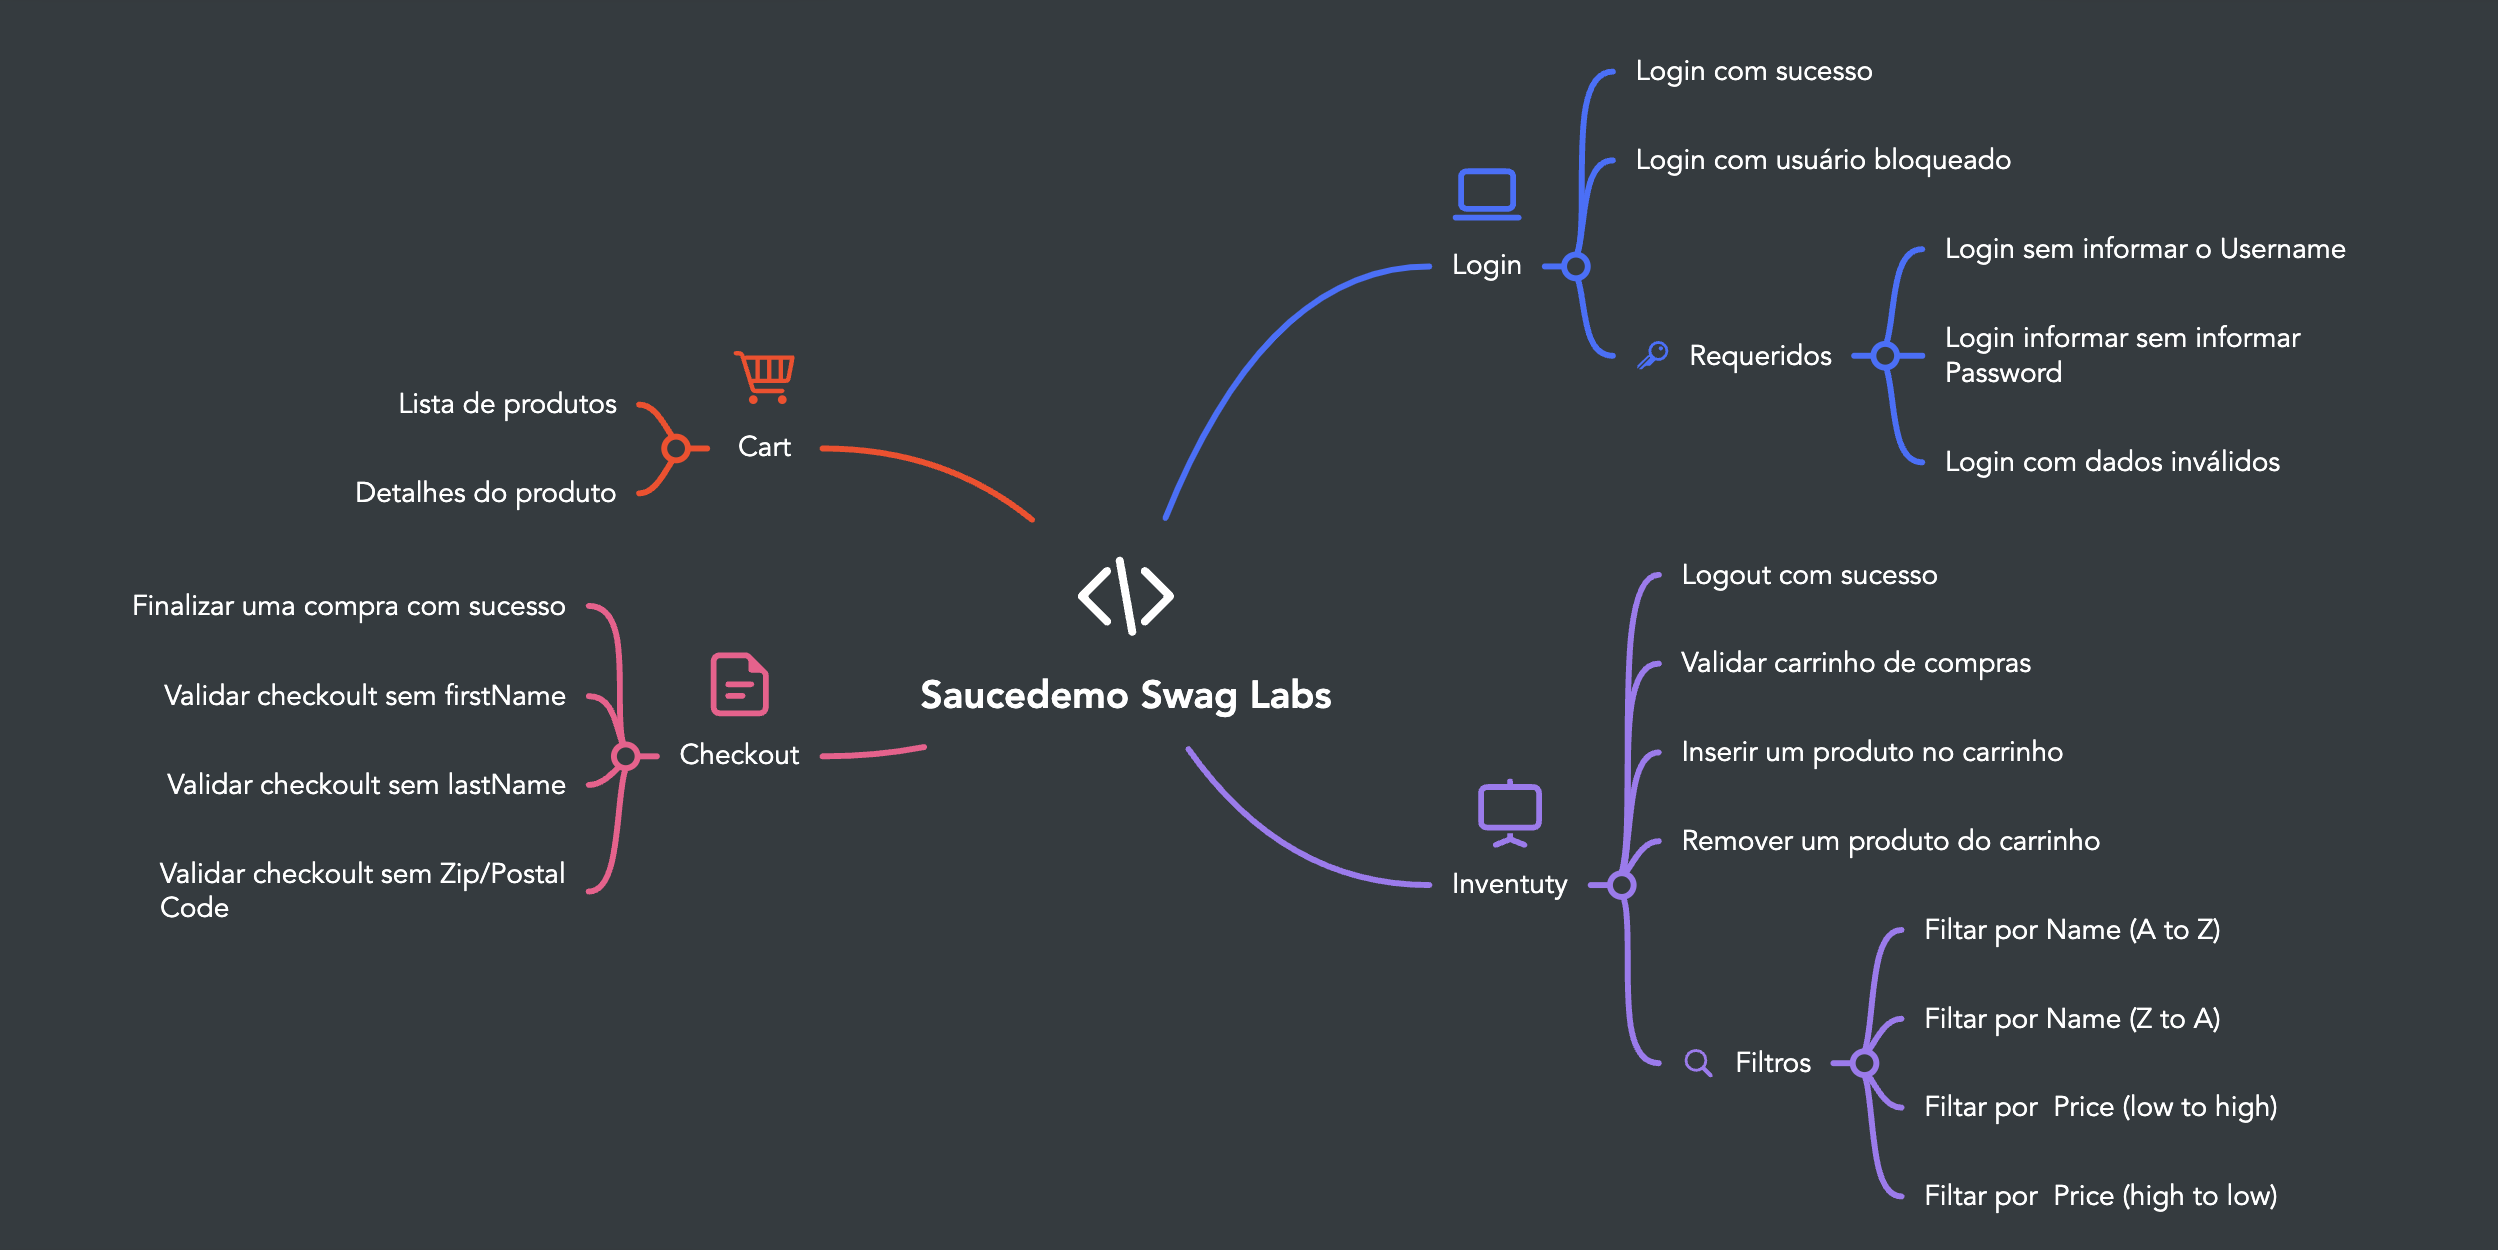 Saucedemo Swag Labs
Login
Login com sucesso
Login com usuário bloqueado
Requeridos
Login sem informar o Username
Login informar sem informar
Password
Login com dados inválidos
Inventuty
Logout com sucesso
Validar carrinho de compras
Inserir um produto no carrinho
Remover um produto do carrinho
Filtros
Filtar por Name (A to Z)
Filtar por Name (Z to A)
Filtar por  Price (low to high)
Filtar por  Price (high to low)
Cart
Lista de produtos
Detalhes do produto
Checkout
Finalizar uma compra com sucesso
Validar checkoult sem firstName
Validar checkoult sem lastName
Validar checkoult sem Zip/Postal
Code